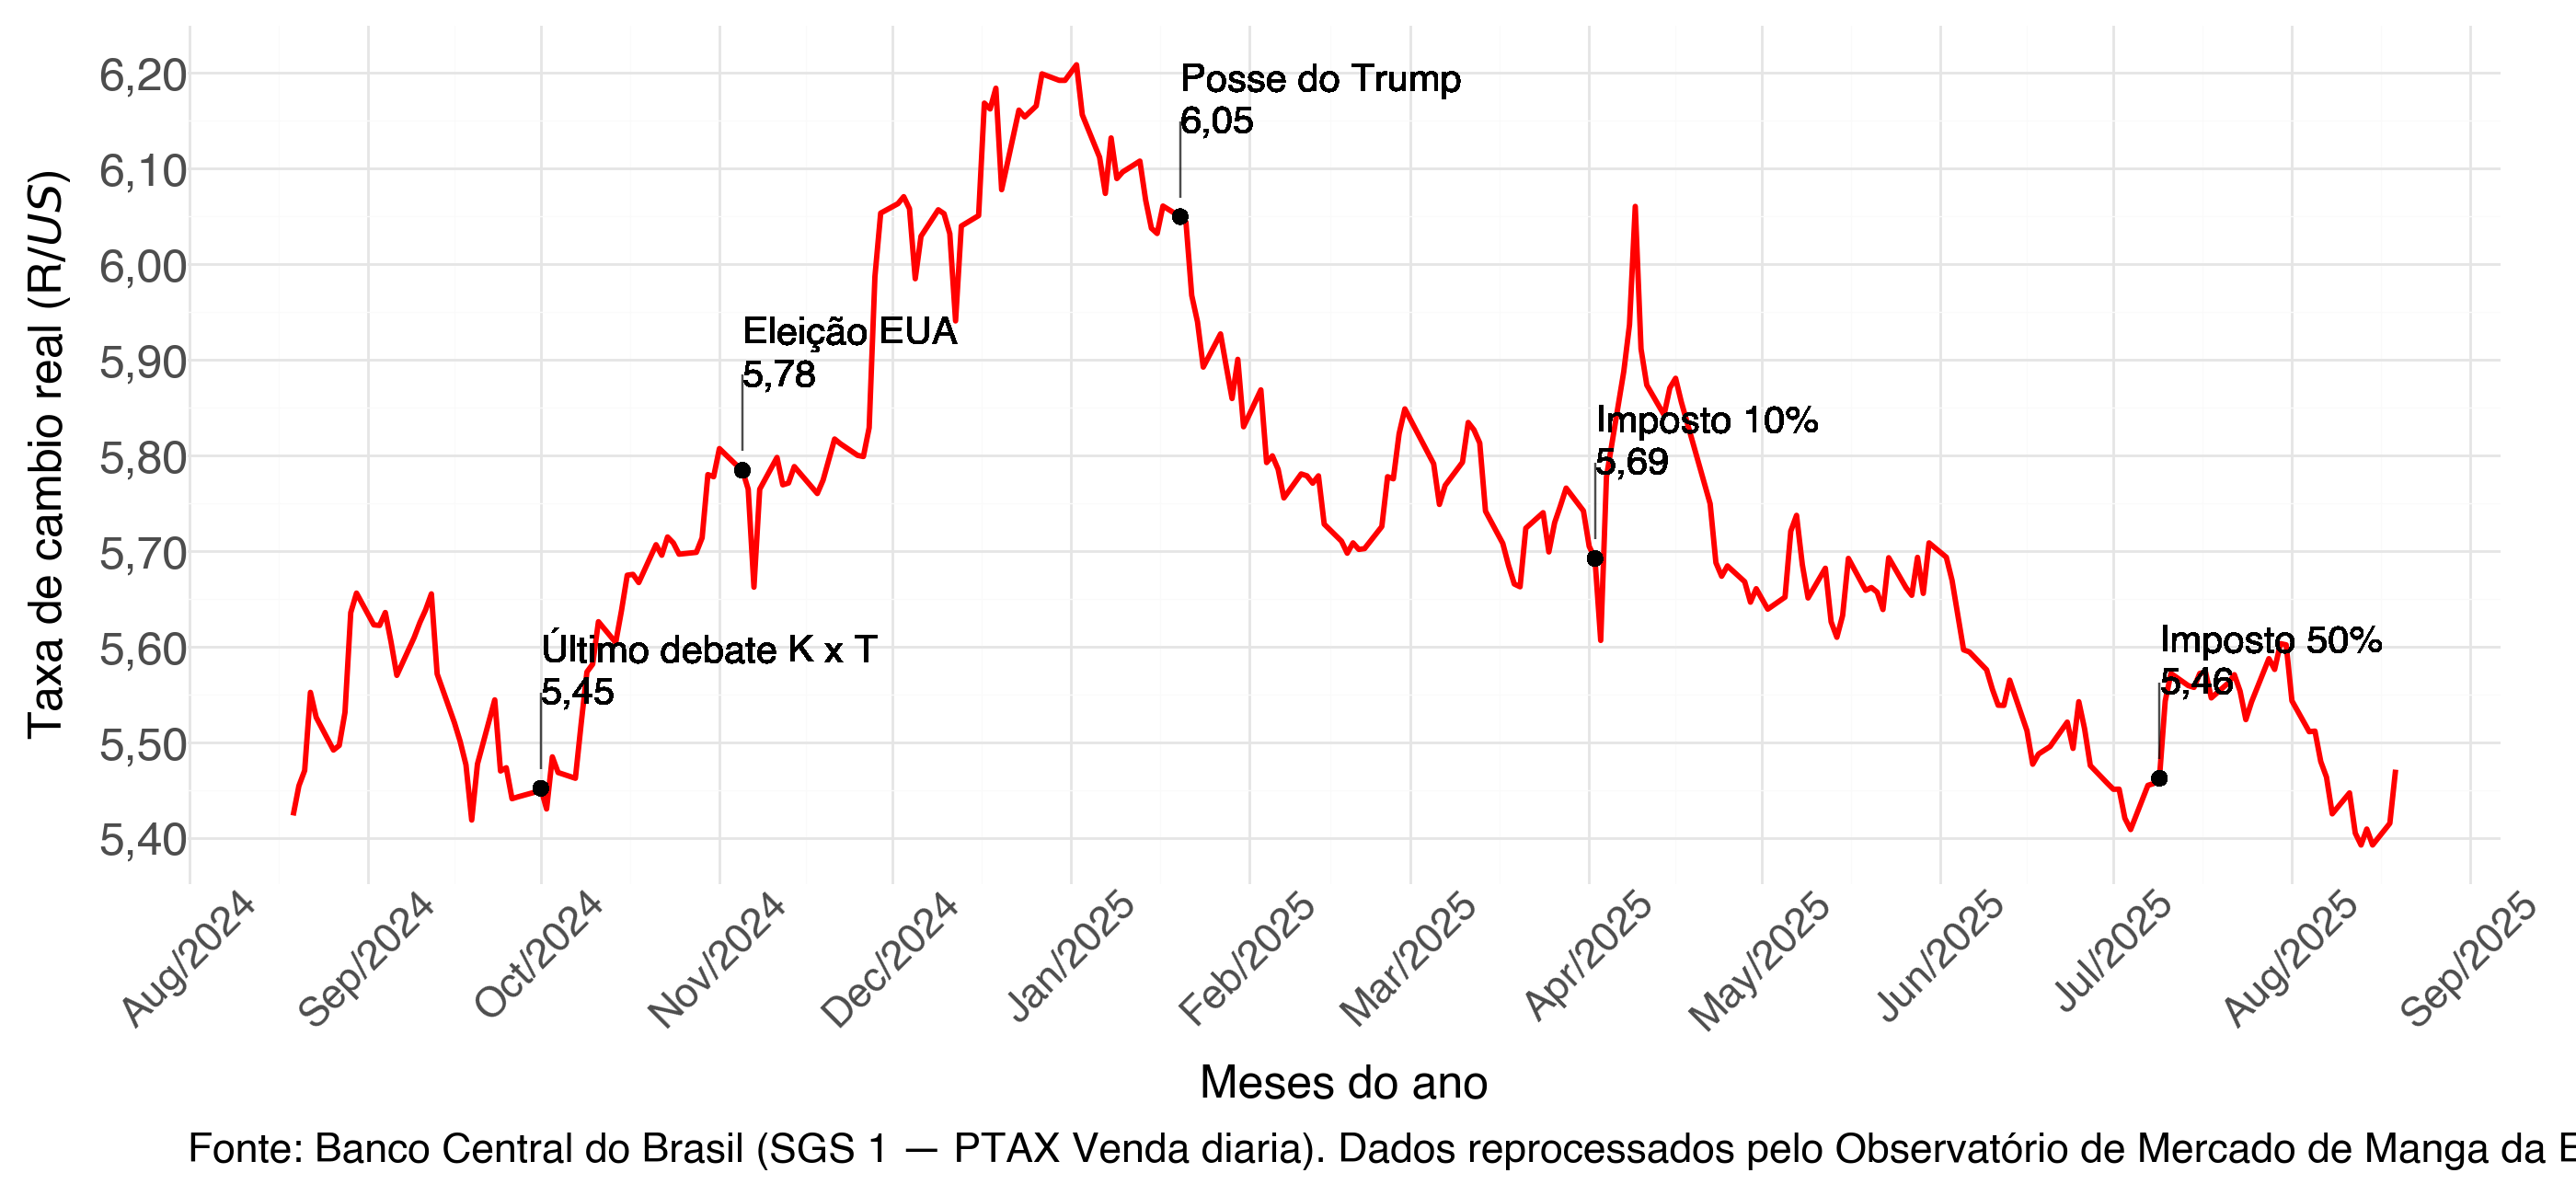 Taxa de cambio real (R/US)
6,20
6,10
6,00
5,90
5,80
5,70
5,60
5,50
5,40
Último debate K x T
5,45
Eleição EUA
5,78
Posse do Trump
6,05
Imposto 10%
5,69
Imposto 50%
5,46
Aug/2024
Sep/2024
Oct/2024
Nov/2024
Dec/2024
Jan/2025
Feb/2025
Mar/2025
Apr/2025
May/2025
Jun/2025
Jul/2025
Aug/2025
Sep/2025
Meses do ano
Fonte: Banco Central do Brasil (SGS 1 — PTAX Venda diaria). Dados reprocessados pelo Observatório de Mercado de Manga da E